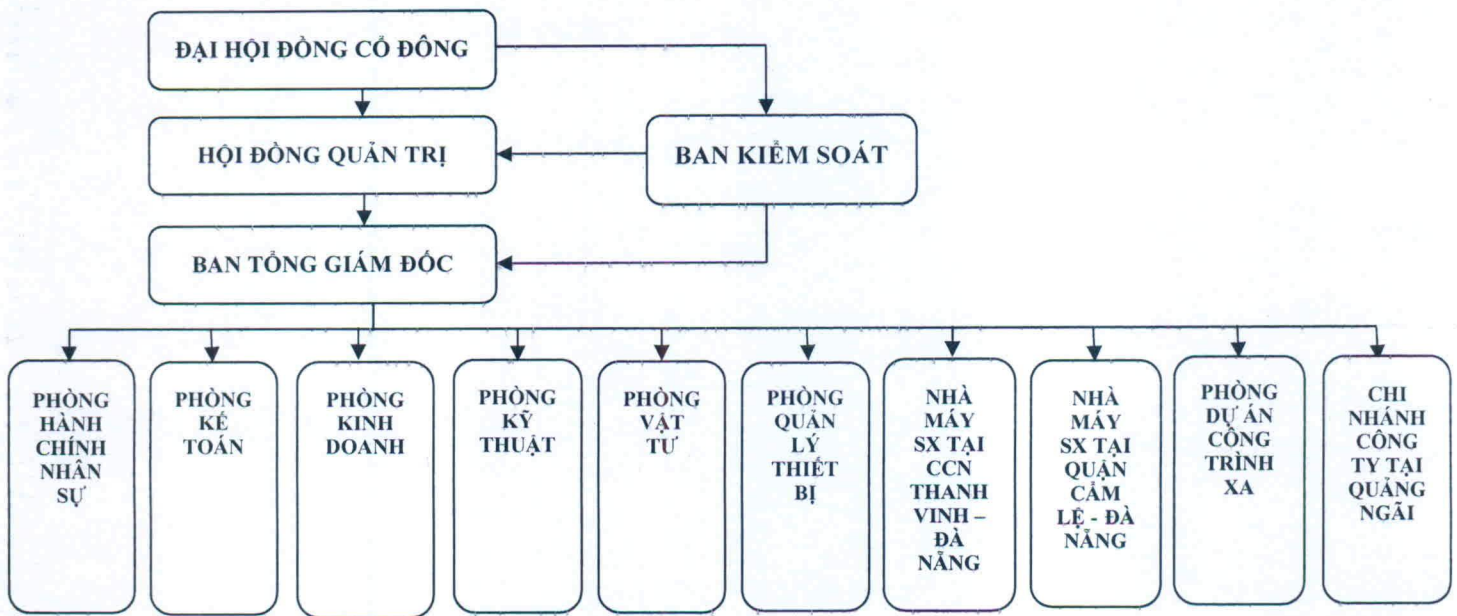 ĐẠI HỘI ĐỒNG CỔ ĐÔNG
HỘI ĐỒNG QUẢN TRỊ
BAN KIỂM SOÁT
BAN TỔNG GIÁM ĐỐC
PHÒNG
HÀNH
CHÍNH
NHÂN
SỰ
PHÒNG
KẾ
TOÁN
PHÒNG
KINH
DOANH
PHÒNG
KỸ
THUẬT
PHÒNG
VẬT
TƯ
PHÒNG
QUẢN
LÝ
THIẾT
BỊ
NHÀ
MÁY
SX TẠI
CCN
THANH
VINH –
ĐÀ
NẴNG
NHÀ
MÁY
SX TẠI
QUẬN
CẨM
LỆ - ĐÀ
NẴNG
PHÒNG
DỰ ÁN
CÔNG
TRÌNH
XA
CHI
NHÁNH
CÔNG
TY TẠI
QUẢNG
NGÃI